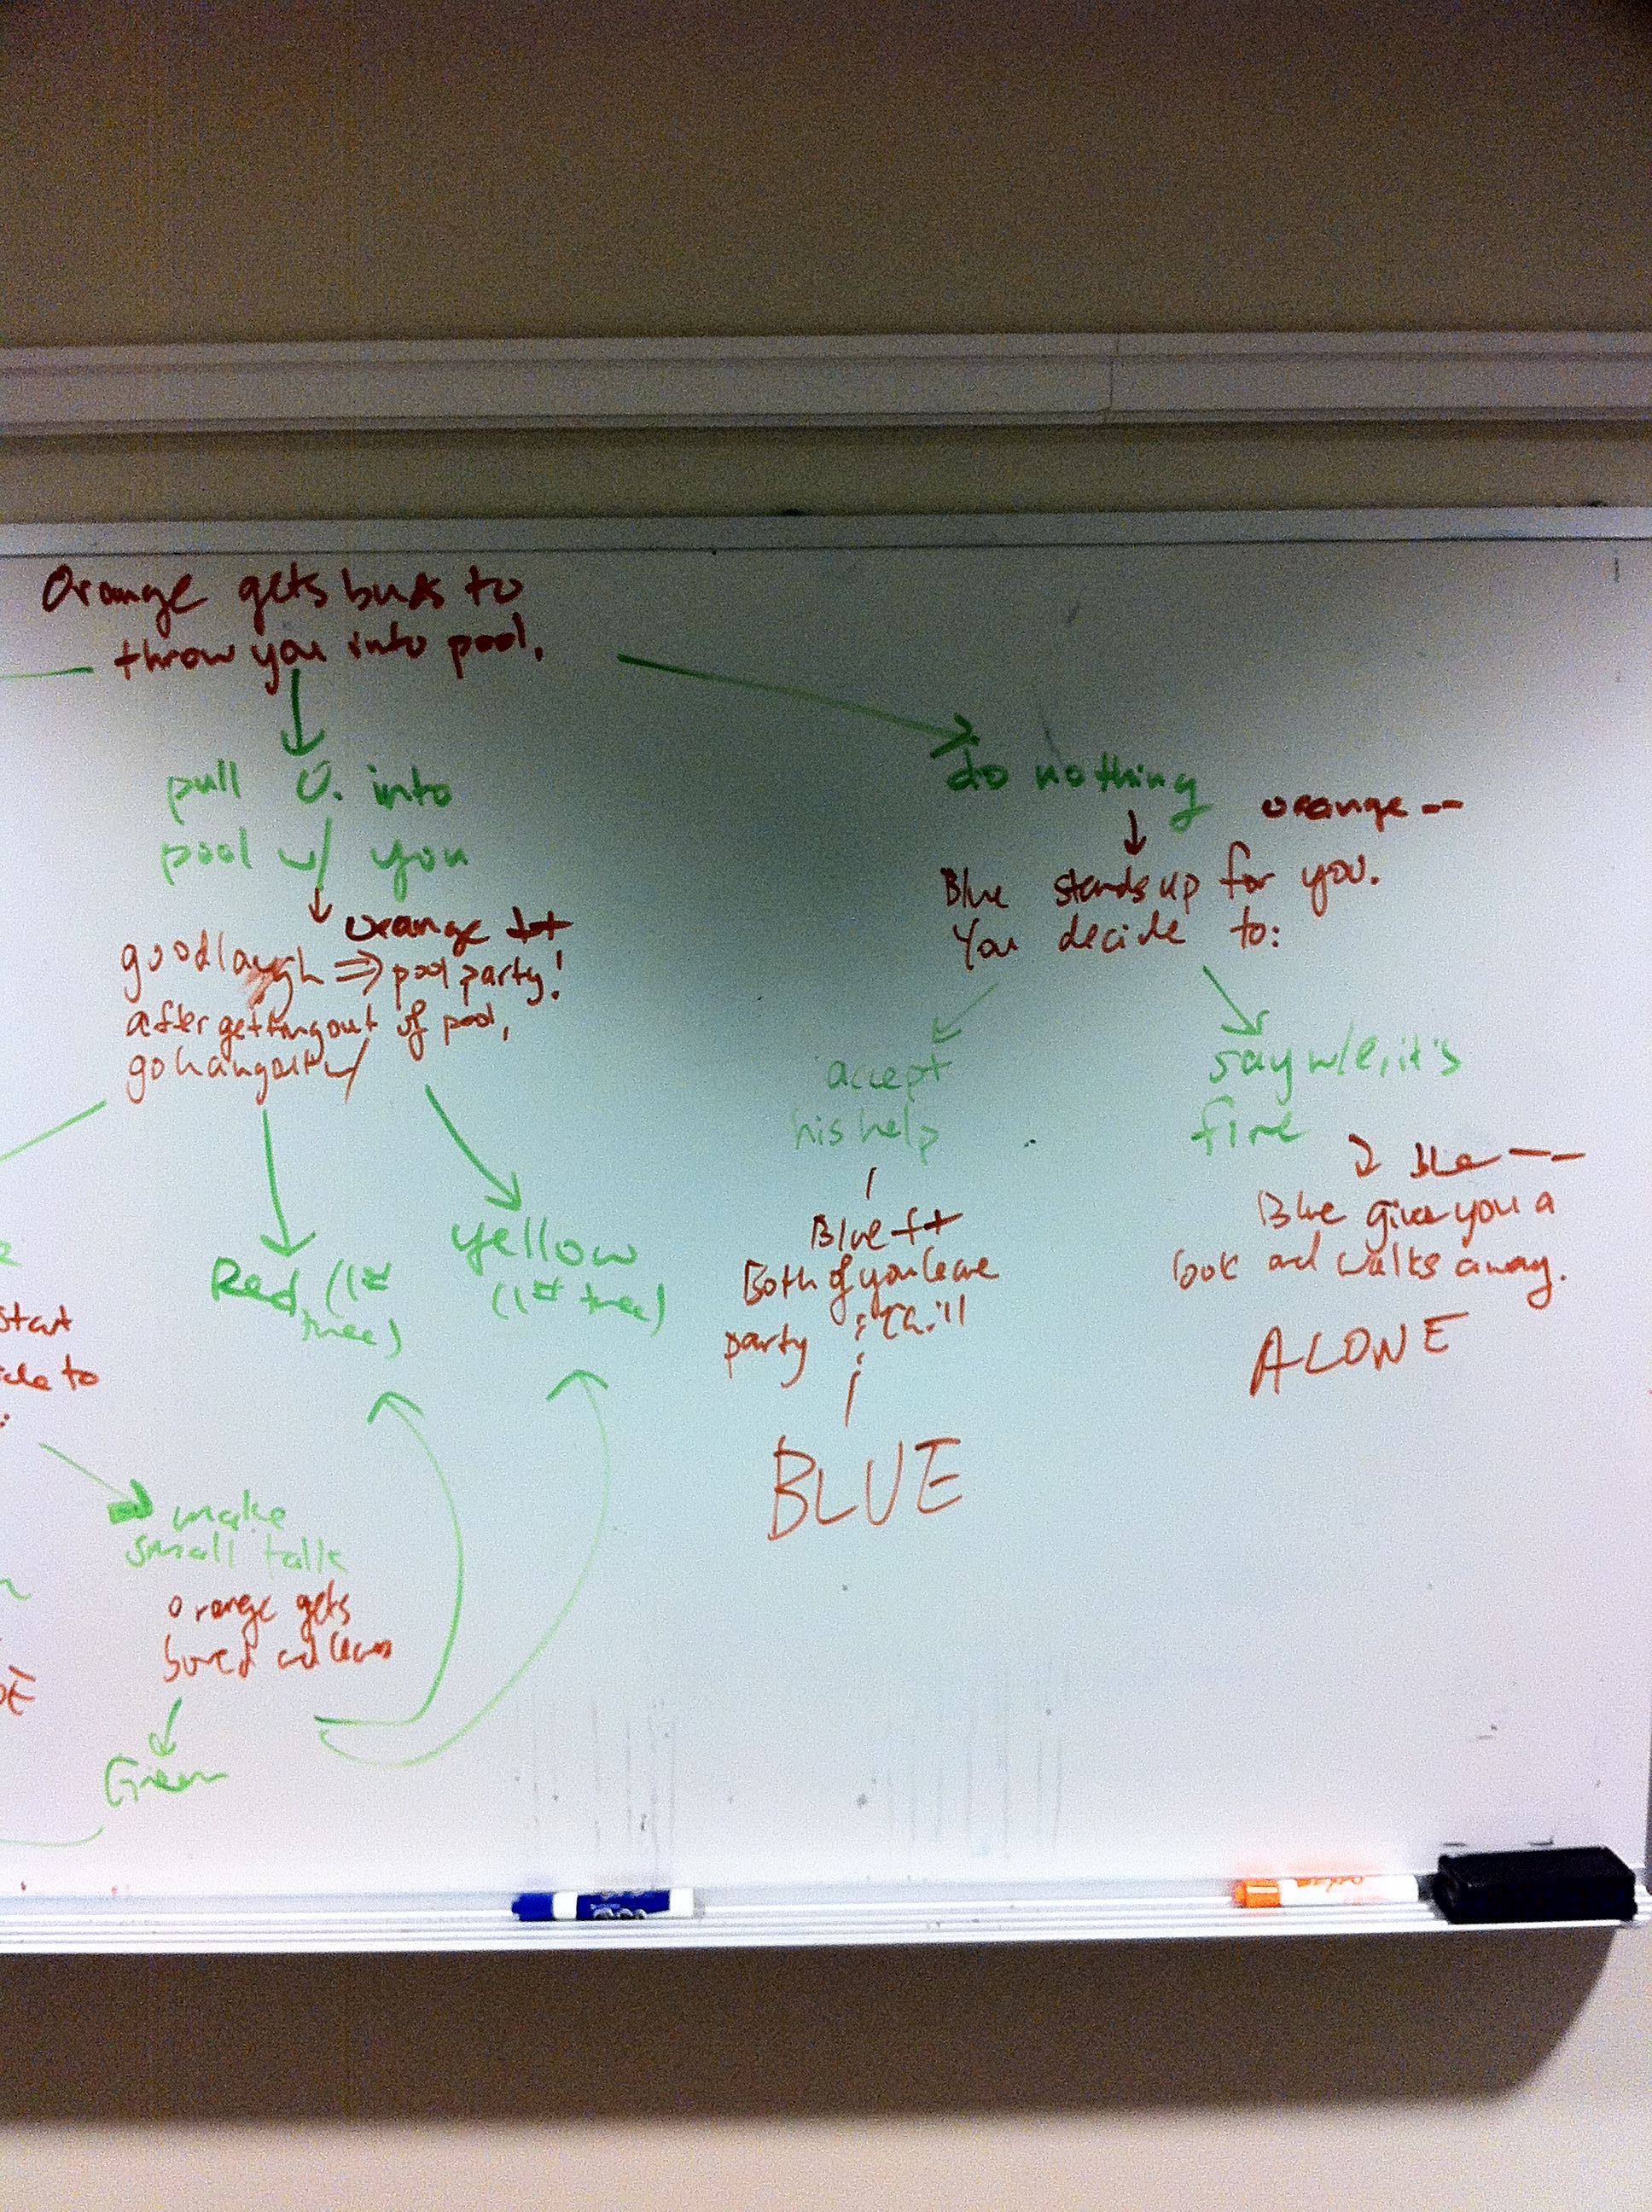 Orange gets buds to
throw you into pool.
pull O. into
pool w/ you
orange ++
good laugh ⇒ pool party!
after getting out of pool,
go hang out w/
Red (1st
tree)
yellow
(1st tree)
do nothing
orange --
Blue stands up for you.
You decide to:
accept
his help
Blue ++
Both of you leave
party & chill
BLUE
say w/e, it's
fine
Blue --
Blue gives you a
look and walks away.
ALONE
start
to
make
small talk
orange gets
bored and leaves
Green